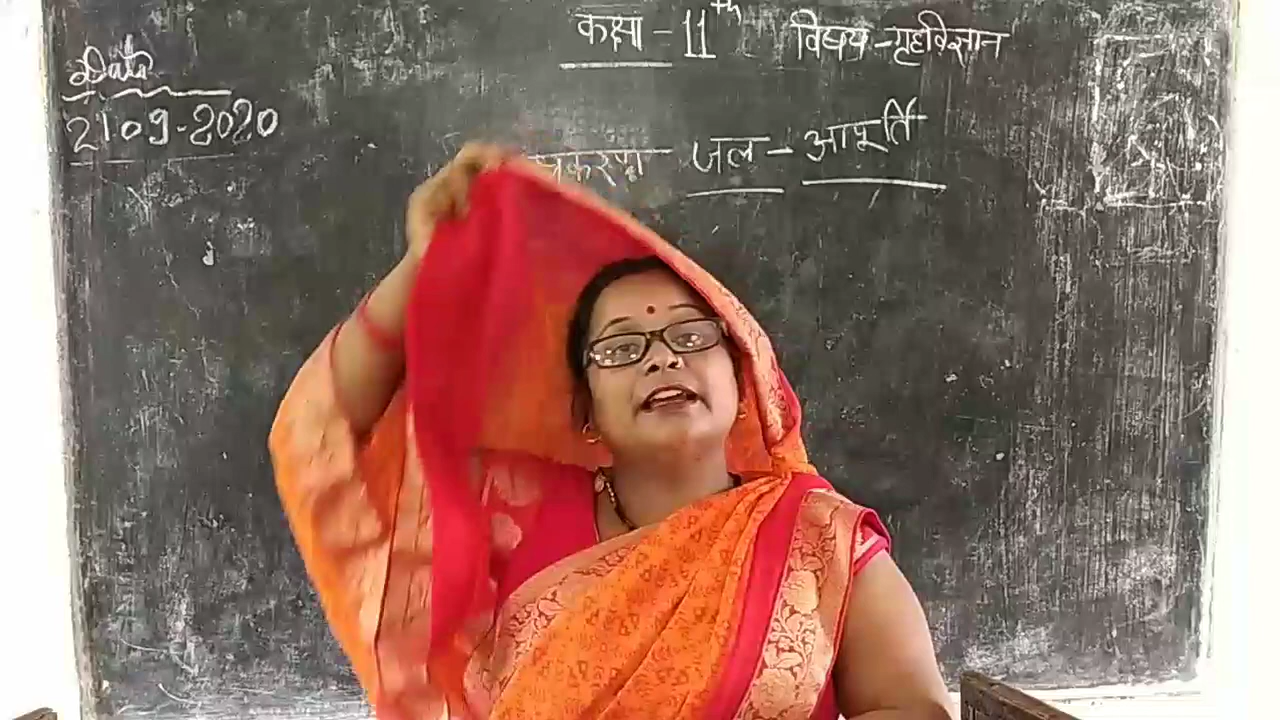 कक्षा - 11th विषय - गृहविज्ञान
Date
21 09-2020
जल - आपूर्ति